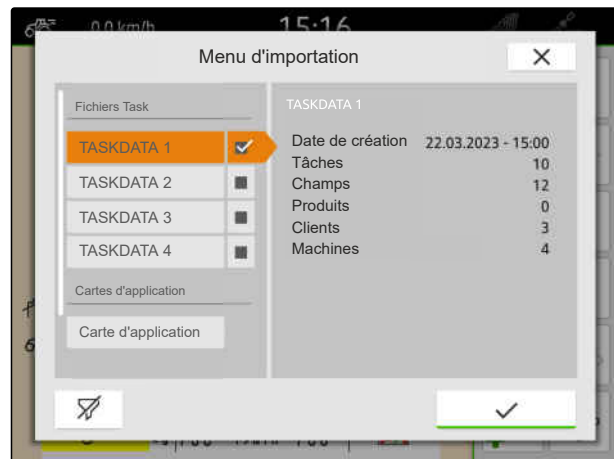 0.0 km/h 15:16
Menu d'importation
Fichiers Task
TASKDATA 1
TASKDATA 2
TASKDATA 3
TASKDATA 4
Cartes d'application
Carte d'application
TASKDATA 1
Date de création 22.03.2023 - 15:00
Tâches 10
Champs 12
Produits 0
Clients 3
Machines 4